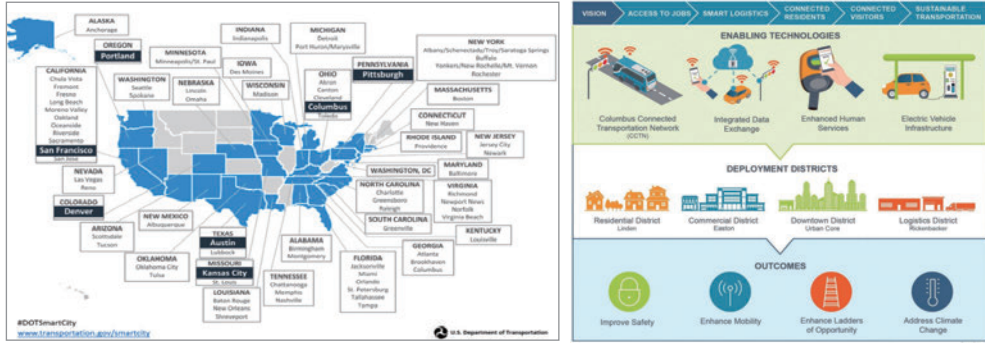 ALASKA
Anchorage
OREGON
Portland
CALIFORNIA
Chula Vista
Fremont
Fresno
Long Beach
Moreno Valley
Oakland
Oceanside
Riverside
Sacramento
San Francisco
San Jose
WASHINGTON
Seattle
Spokane
NEVADA
Las Vegas
Reno
COLORADO
Denver
ARIZONA
Scottsdale
Tucson
NEW MEXICO
Albuquerque
OKLAHOMA
Oklahoma City
Tulsa
TEXAS
Austin
Lubbock
MISSOURI
Kansas City
St. Louis
LOUISIANA
Baton Rouge
New Orleans
Shreveport
MINNESOTA
Minneapolis/St. Paul
NEBRASKA
Lincoln
Omaha
IOWA
Des Moines
WISCONSIN
Madison
INDIANA
Indianapolis
MICHIGAN
Detroit
Port Huron/Marysville
OHIO
Akron
Canton
Cleveland
Columbus
Toledo
PENNSYLVANIA
Pittsburgh
NEW YORK
Albany/Schenectady/Troy/Saratoga Springs
Buffalo
Yonkers/New Rochelle/Mt. Vernon
Rochester
MASSACHUSETTS
Boston
CONNECTICUT
New Haven
RHODE ISLAND
Providence
NEW JERSEY
Jersey City
Newark
WASHINGTON, DC
MARYLAND
Baltimore
NORTH CAROLINA
Charlotte
Greensboro
Raleigh
VIRGINIA
Richmond
Newport News
Norfolk
Virginia Beach
SOUTH CAROLINA
Greenville
KENTUCKY
Louisville
GEORGIA
Atlanta
Brookhaven
Columbus
ALABAMA
Birmingham
Montgomery
TENNESSEE
Chattanooga
Memphis
Nashville
FLORIDA
Jacksonville
Miami
Orlando
St. Petersburg
Tallahassee
Tampa
#DOTSmartCity
www.transportation.gov/smartcity
U.S. Department of Transportation
VISION
ACCESS TO JOBS
SMART LOGISTICS
CONNECTED RESIDENTS
CONNECTED VISITORS
SUSTAINABLE TRANSPORTATION
ENABLING TECHNOLOGIES
Columbus Connected
Transportation Network
(CCTN)
Integrated Data
Exchange
Enhanced Human
Services
Electric Vehicle
Infrastructure
DEPLOYMENT DISTRICTS
Residential District
Linden
Commercial District
Easton
Downtown District
Urban Core
Logistics District
Rickenbacker
OUTCOMES
Improve Safety
Enhance Mobility
Enhance Ladders
of Opportunity
Address Climate
Change